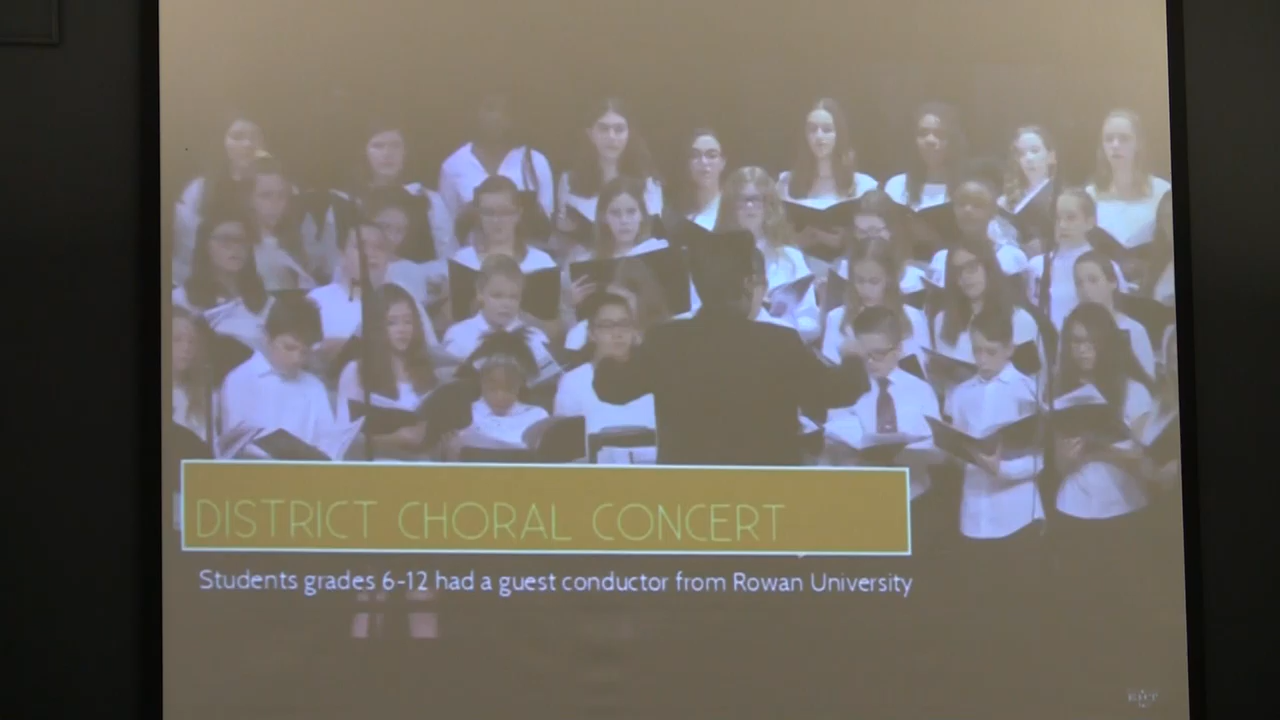 DISTRICT CHORAL CONCERT
Students grades 6-12 had a guest conductor from Rowan University